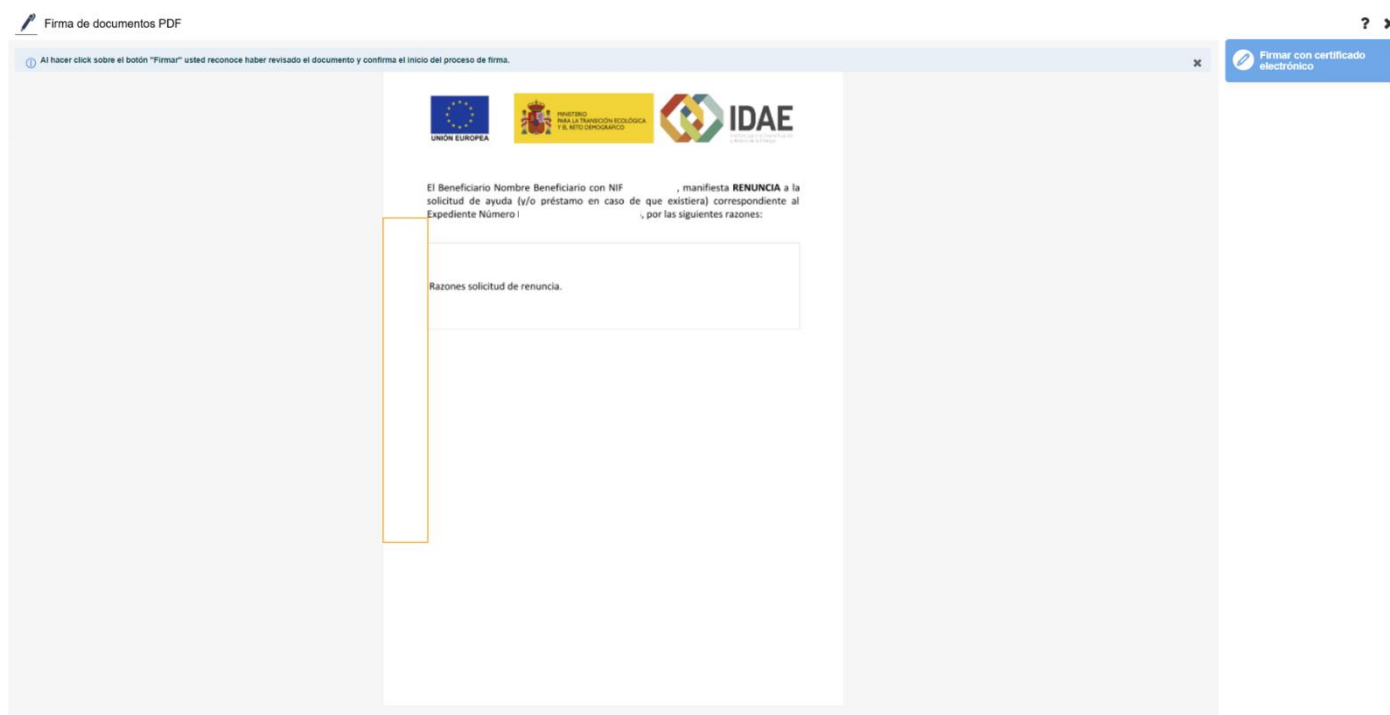 Firma de documentos PDF
?
Al hacer click sobre el botón "Firmar" usted reconoce haber revisado el documento y confirma el inicio del proceso de firma.
Firmar con certificado
electrónico
UNIÓN EUROPEA
MINISTERIO
PARA LA TRANSICIÓN ECOLÓGICA
Y EL RETO DEMOGRÁFICO
IDAE
El Beneficiario Nombre Beneficiario con NIF , manifiesta RENUNCIA a la
solicitud de ayuda (y/o préstamo en caso de que existiera) correspondiente al
Expediente Número , por las siguientes razones:
Razones solicitud de renuncia.